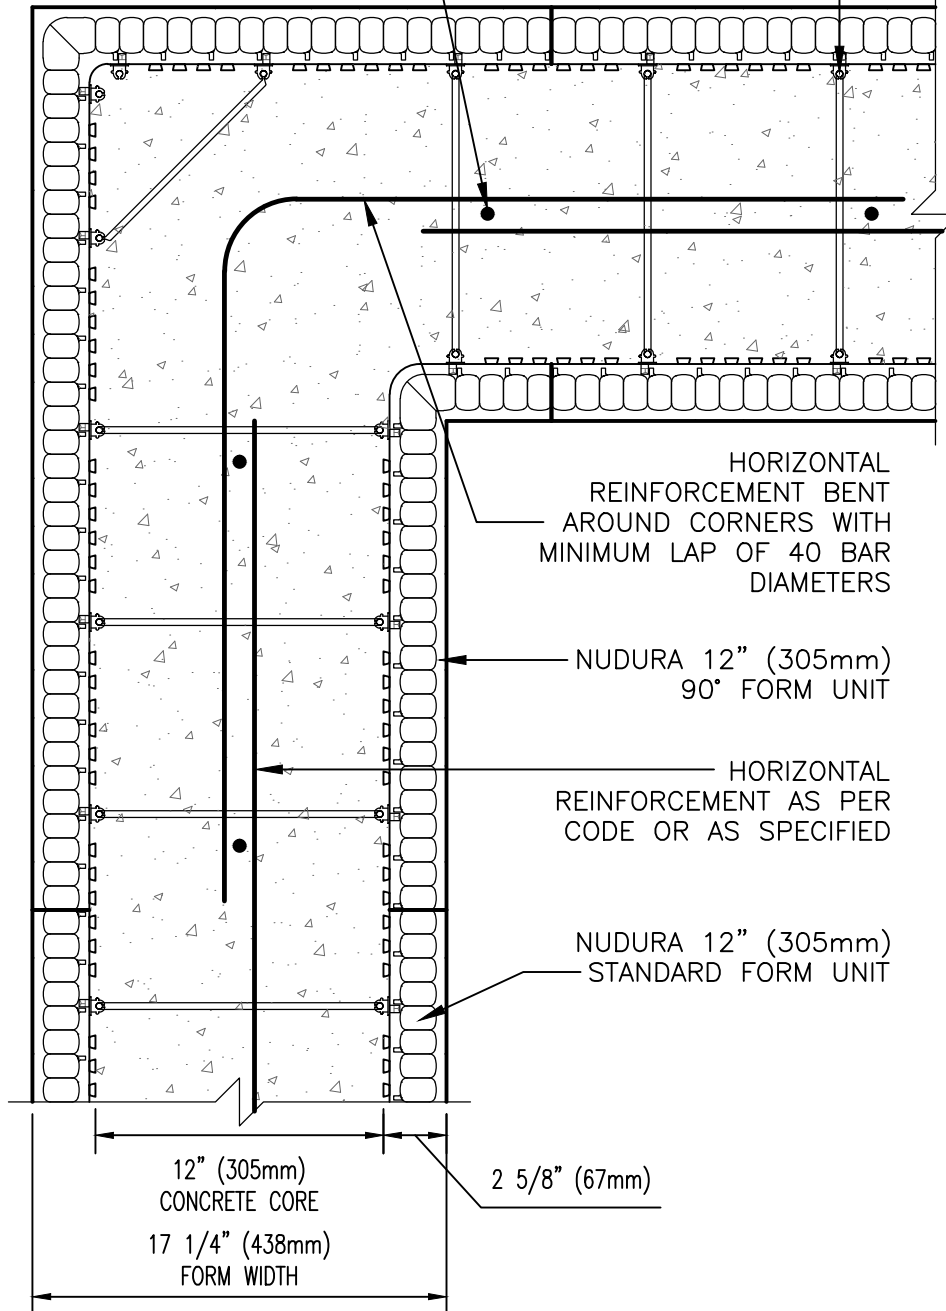 HORIZONTAL
REINFORCEMENT BENT
AROUND CORNERS WITH
MINIMUM LAP OF 40 BAR
DIAMETERS
NUDURA 12” (305mm)
90° FORM UNIT
HORIZONTAL
REINFORCEMENT AS PER
CODE OR AS SPECIFIED
NUDURA 12” (305mm)
STANDARD FORM UNIT
12” (305mm)
CONCRETE CORE
2 5/8” (67mm)
17 1/4” (438mm)
FORM WIDTH